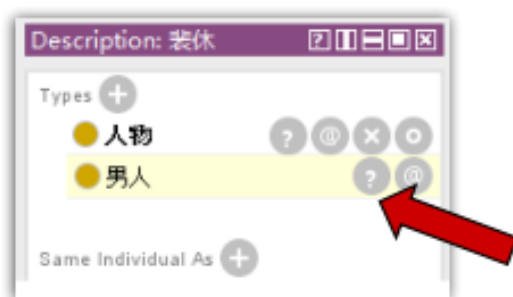 Description: 裴休
Types
人物
男人
Same Individual As